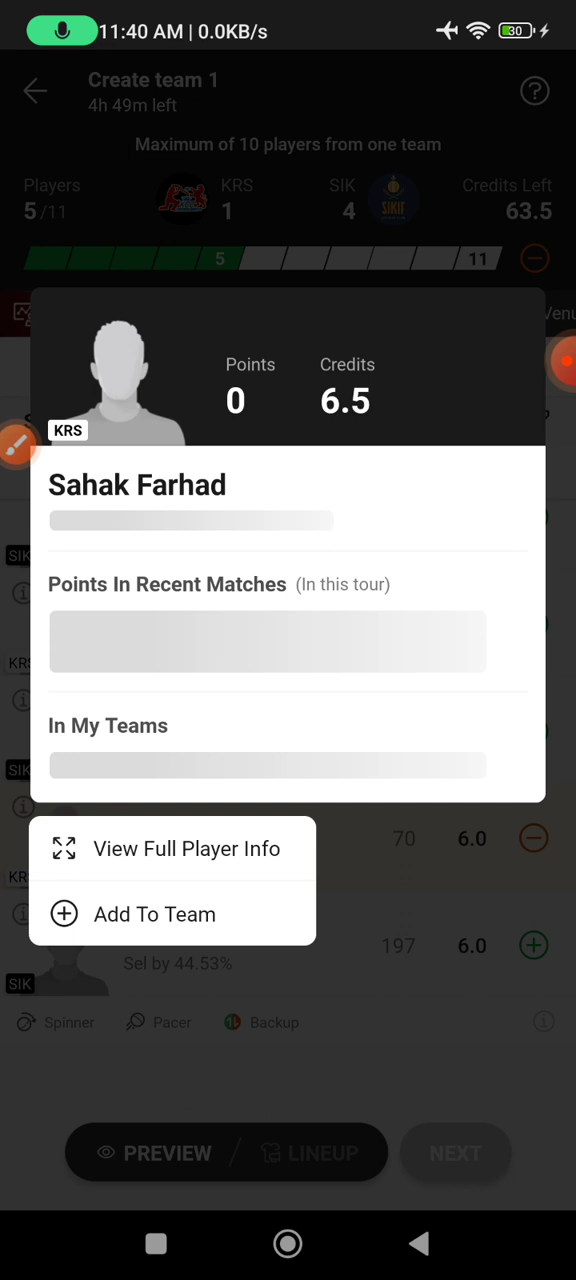 11:40 AM | 0.0KB/s
30
Create team 1
4h 49m left
Maximum of 10 players from one team
Players
5/11
KRS
1
SIK
4
Credits Left
63.5
5
11
Points
0
Credits
6.5
KRS
Sahak Farhad
Points In Recent Matches (In this tour)
In My Teams
SIK
SIK
View Full Player Info
Add To Team
70
6.0
197
6.0
Sel by 44.53%
SIK
Spinner
Pacer
Backup
PREVIEW
LINEUP
NEXT